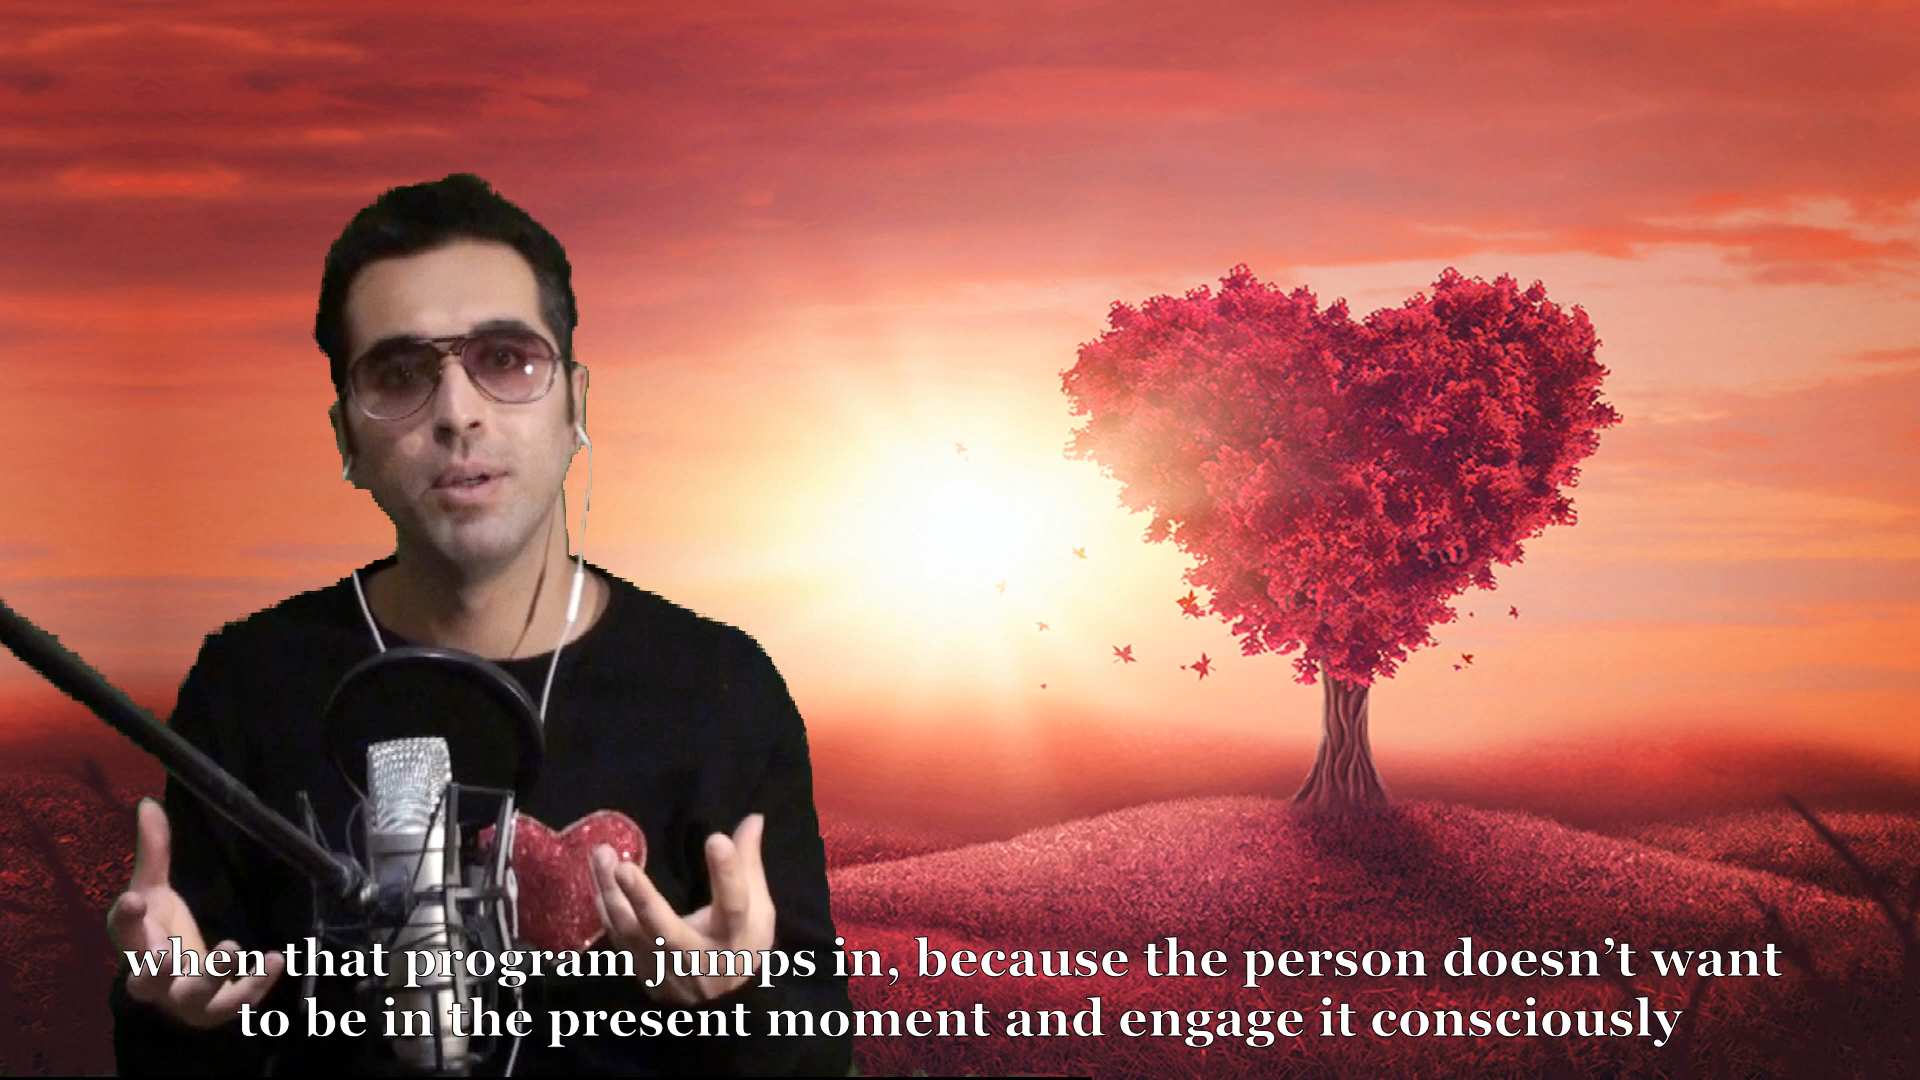 when that program jumps in, because the person doesn’t want
to be in the present moment and engage it consciously